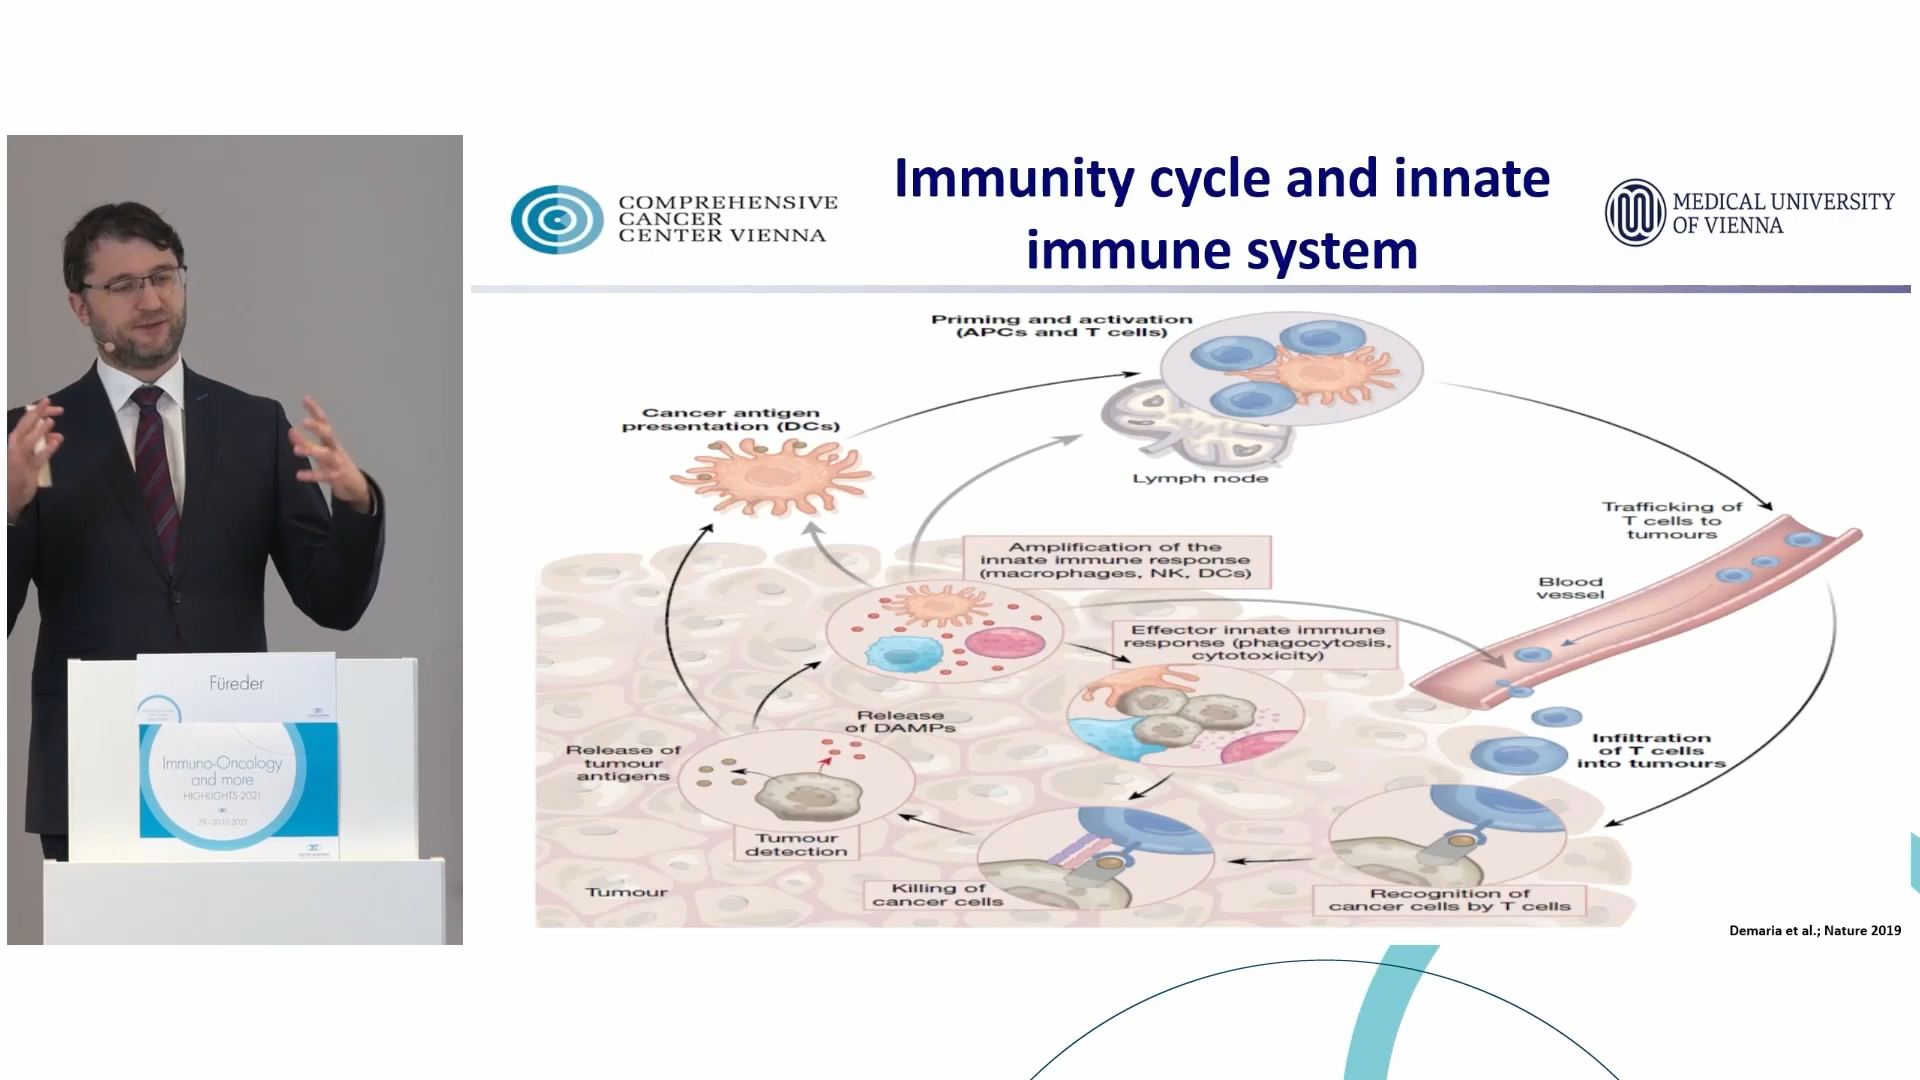 COMPREHENSIVE
CANCER
CENTER VIENNA
Immunity cycle and innate
immune system
MEDICAL UNIVERSITY
OF VIENNA
Priming and activation
(APCs and T cells)
Cancer antigen
presentation (DCs)
Lymph node
Trafficking of
T cells to
tumours
Blood
vessel
Amplification of the
innate immune response
(macrophages, NK, DCs)
Effector innate immune
response (phagocytosis,
cytotoxicity)
Release
of DAMPs
Release of
tumour
antigens
Infiltration
of T cells
into tumours
Tumour
detection
Tumour
Killing of
cancer cells
Recognition of
cancer cells by T cells
Demaria et al.; Nature 2019
Füreder
Immuno-Oncology
and more
HIGHLIGHTS 2021
29.-30.10.2021